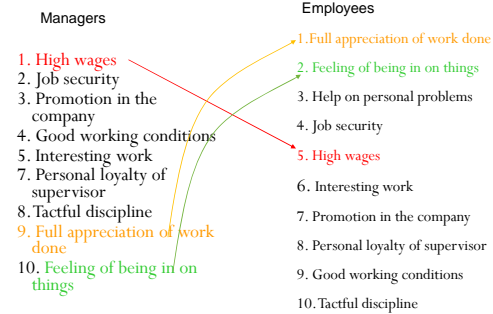 Managers
1. High wages
2. Job security
3. Promotion in the
company
4. Good working conditions
5. Interesting work
7. Personal loyalty of
supervisor
8. Tactful discipline
9. Full appreciation of work
done
10. Feeling of being in on
things
Employees
1.Full appreciation of work done
2. Feeling of being in on things
3. Help on personal problems
4. Job security
5. High wages
6. Interesting work
7. Promotion in the company
8. Personal loyalty of supervisor
9. Good working conditions
10.Tactful discipline